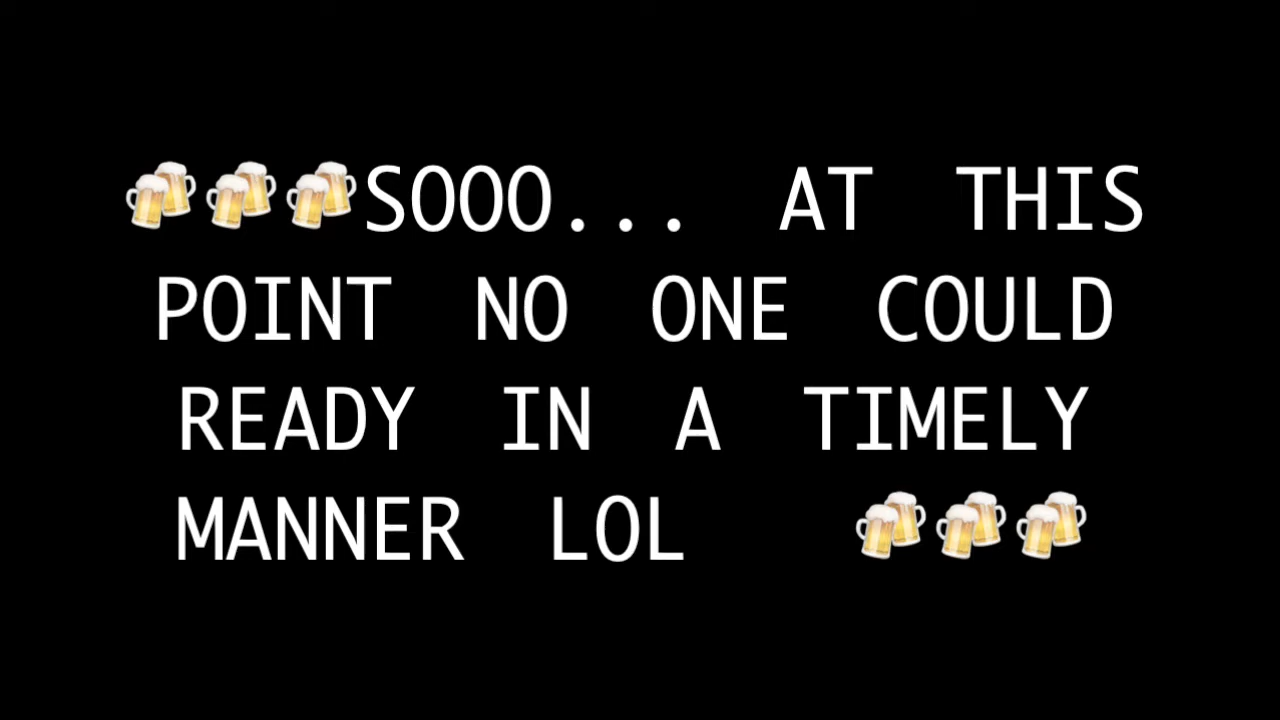 🍻🍻🍻SOOO... AT THIS
POINT NO ONE COULD
READY IN A TIMELY
MANNER LOL 🍻🍻🍻